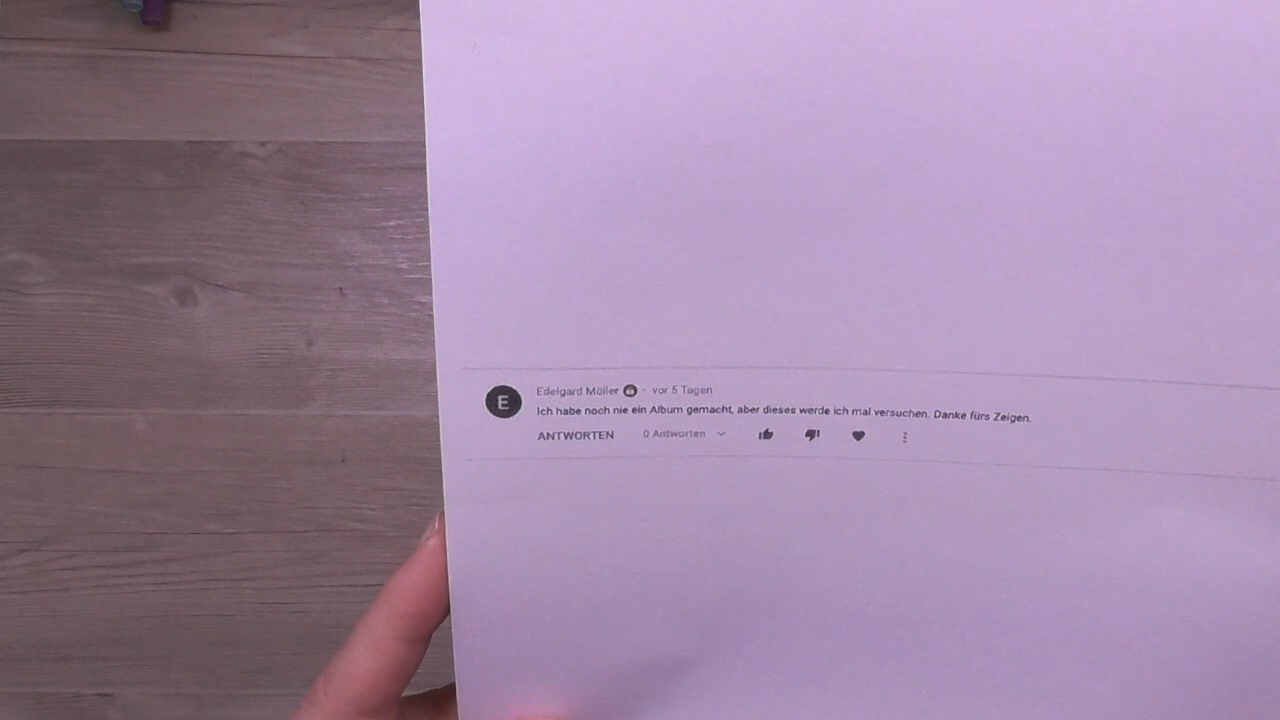 E
Edelgard Möller · vor 5 Tagen
Ich habe noch nie ein Album gemacht, aber dieses werde ich mal versuchen. Danke fürs Zeigen.
ANTWORTEN 0 Antworten